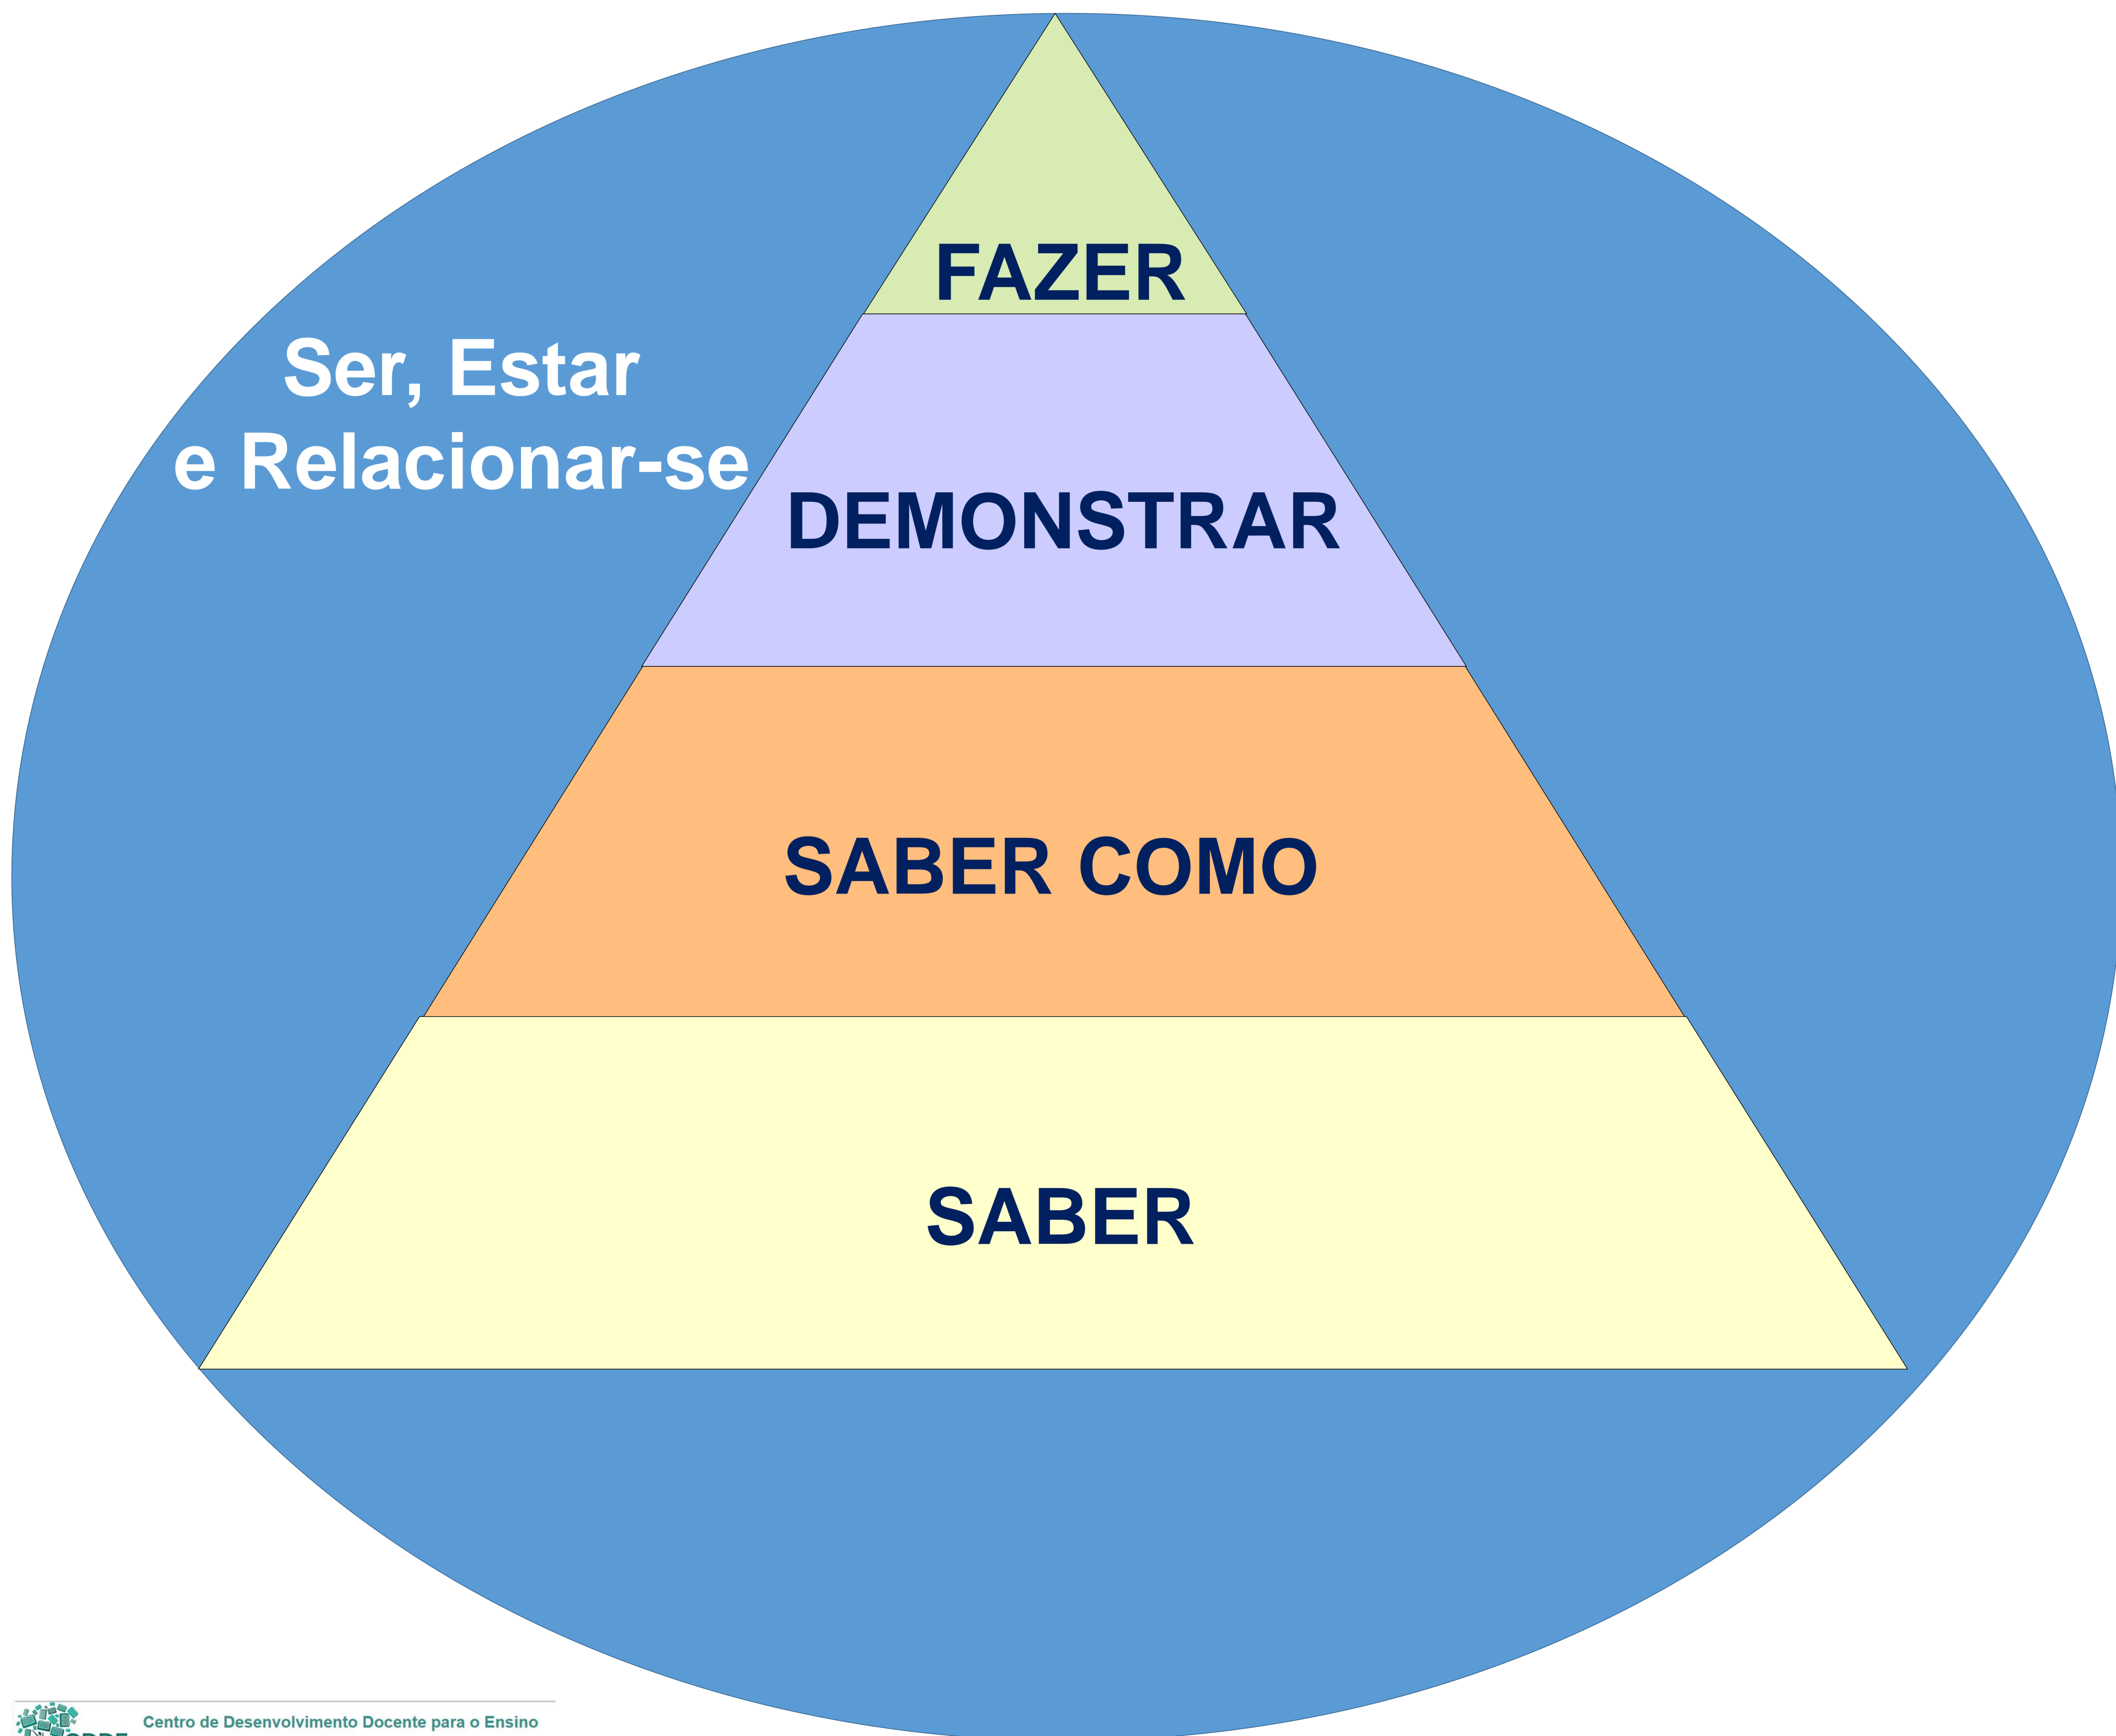 FAZER
Ser, Estar
e Relacionar-se
DEMONSTRAR
SABER COMO
SABER
Centro de Desenvolvimento Docente para o Ensino